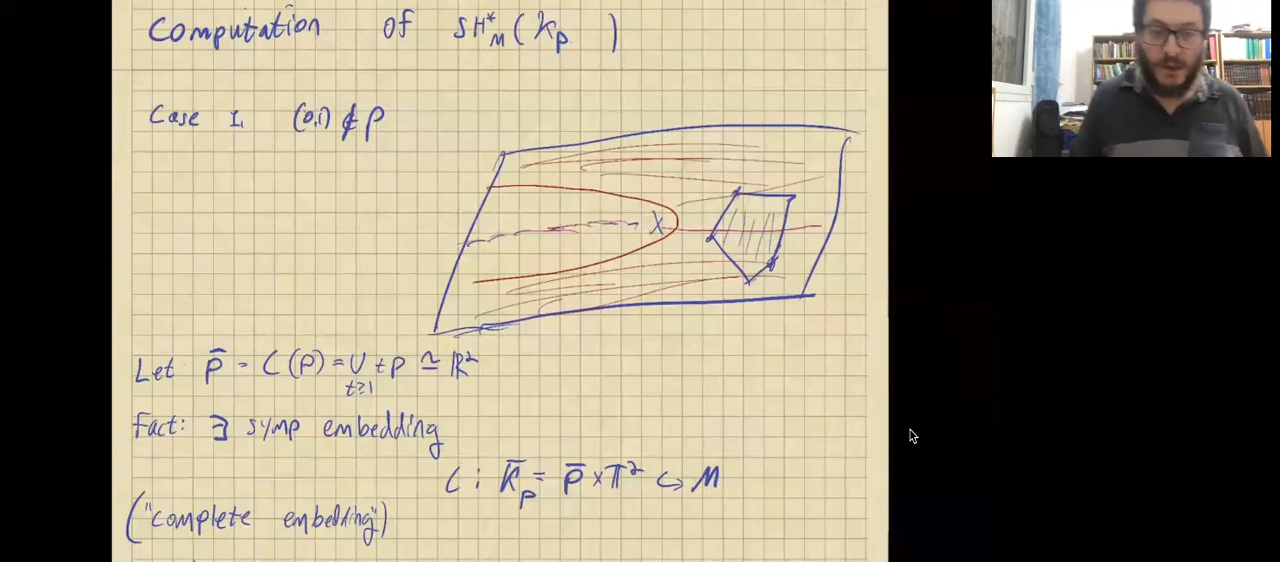 Computation of SH*_M(K_P )
Case 1. (0,1) ∉ P
X
Let P̄ = C(P) = ∪_{t≥1} tP ≅ ℝ²
Fact: ∃ symp embedding
i : K̄_P = P̄ × 𝕋² ↪ M
("complete embedding")